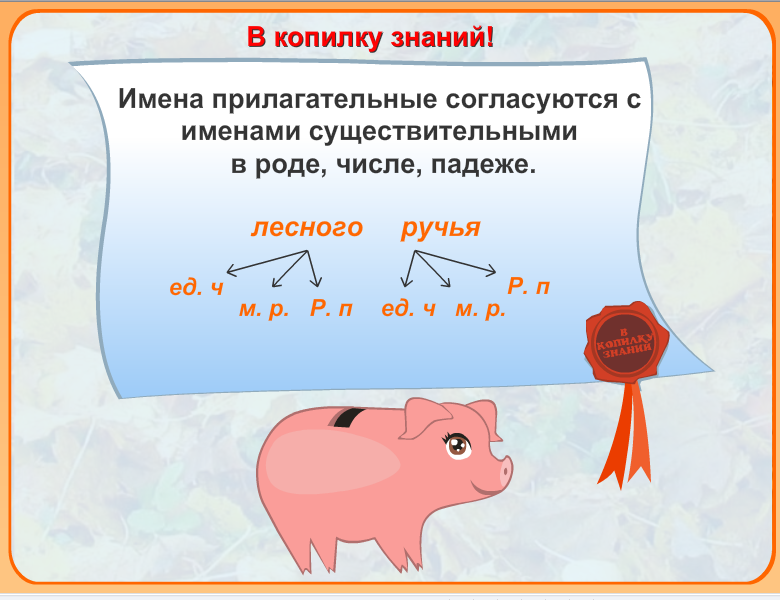 В копилку знаний!
Имена прилагательные согласуются с
именами существительными
в роде, числе, падеже.
лесного ручья
ед. ч м. р. Р. п ед. ч м. р. Р. п
В
КОПИЛКУ
ЗНАНИЙ